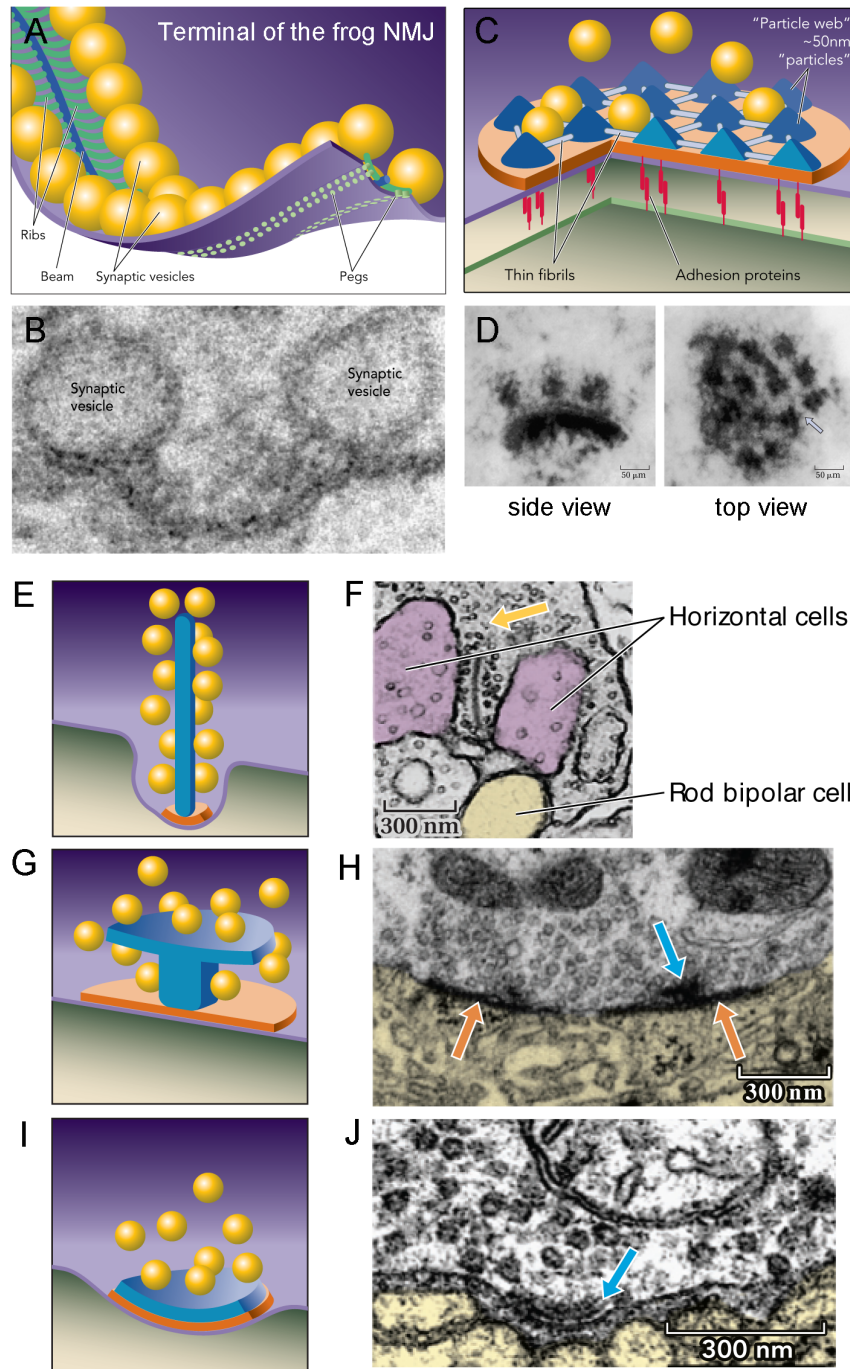 A
Terminal of the frog NMJ
Ribs
Beam
Synaptic vesicles
Pegs
C
“Particle web”
~50nm
“particles”
Thin fibrils
Adhesion proteins
B
Synaptic
vesicle
Synaptic
vesicle
D
50 μm
50 μm
side view
top view
E
F
Horizontal cells
Rod bipolar cell
300 nm
G
H
300 nm
I
J
300 nm